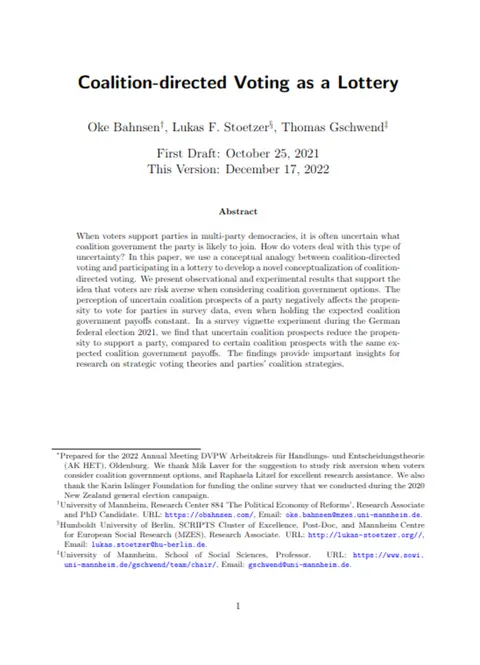 Coalition-directed Voting as a Lottery
Oke Bahnsen†, Lukas F. Stoetzer§, Thomas Gschwend‡
First Draft: October 25, 2021
This Version: December 17, 2022
Abstract
When voters support parties in multi-party democracies, it is often uncertain what
coalition government the party is likely to join. How do voters deal with this type of
uncertainty? In this paper, we use a conceptual analogy between coalition-directed
voting and participating in a lottery to develop a novel conceptualization of coalition-
directed voting. We present observational and experimental results that support the
idea that voters are risk averse when considering coalition government options. The
perception of uncertain coalition prospects of a party negatively affects the propen-
sity to vote for parties in survey data, even when holding the expected coalition
government payoffs constant. In a survey vignette experiment during the German
federal election 2021, we find that uncertain coalition prospects reduce the propen-
sity to support a party, compared to certain coalition prospects with the same ex-
pected coalition government payoffs. The findings provide important insights for
research on strategic voting theories and parties' coalition strategies.
*Prepared for the 2022 Annual Meeting DVPW Arbeitskreis für Handlungs- und Entscheidungstheorie
(AK HET), Oldenburg. We thank Mik Laver for the suggestion to study risk aversion when voters
consider coalition government options, and Raphaela Litzel for excellent research assistance. We also
thank the Karin Islinger Foundation for funding the online survey that we conducted during the 2020
New Zealand general election campaign.
†University of Mannheim, Research Center 884 'The Political Economy of Reforms', Research Associate
and PhD Candidate. URL: https://obahnsen.com/, Email: oke.bahnsen@mzes.uni-mannheim.de.
§Humboldt University of Berlin, SCRIPTS Cluster of Excellence, Post-Doc, and Mannheim Centre
for European Social Research (MZES), Research Associate. URL: http://lukas-stoetzer.org//,
Email: lukas.stoetzer@hu-berlin.de.
‡University of Mannheim, School of Social Sciences, Professor. URL: https://www.sowi.
uni-mannheim.de/gschwend/team/chair/, Email: gschwend@uni-mannheim.de.
1